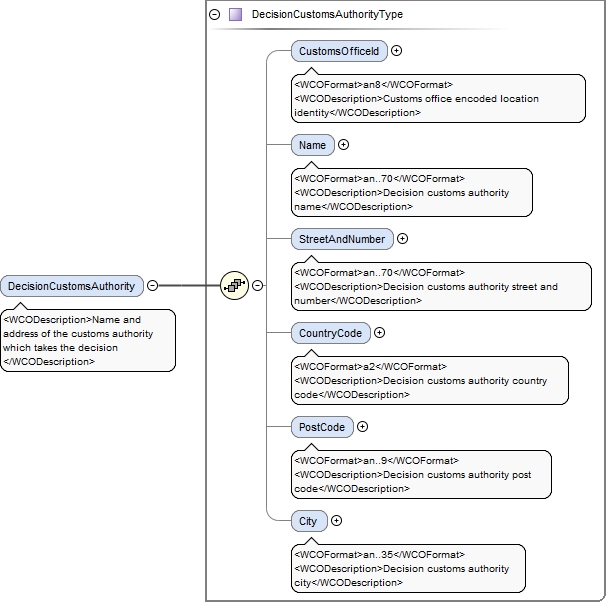 DecisionCustomsAuthorityType
CustomsOfficeId
<WCOFormat>an8</WCOFormat>
<WCODescription>Customs office encoded location
identity</WCODescription>
Name
<WCOFormat>an..70</WCOFormat>
<WCODescription>Decision customs authority
name</WCODescription>
StreetAndNumber
<WCOFormat>an..70</WCOFormat>
<WCODescription>Decision customs authority street and
number</WCODescription>
DecisionCustomsAuthority
<WCODescription>Name and
address of the customs authority
which takes the decision
</WCODescription>
CountryCode
<WCOFormat>a2</WCOFormat>
<WCODescription>Decision customs authority country
code</WCODescription>
PostCode
<WCOFormat>an..9</WCOFormat>
<WCODescription>Decision customs authority post
code</WCODescription>
City
<WCOFormat>an..35</WCOFormat>
<WCODescription>Decision customs authority
city</WCODescription>